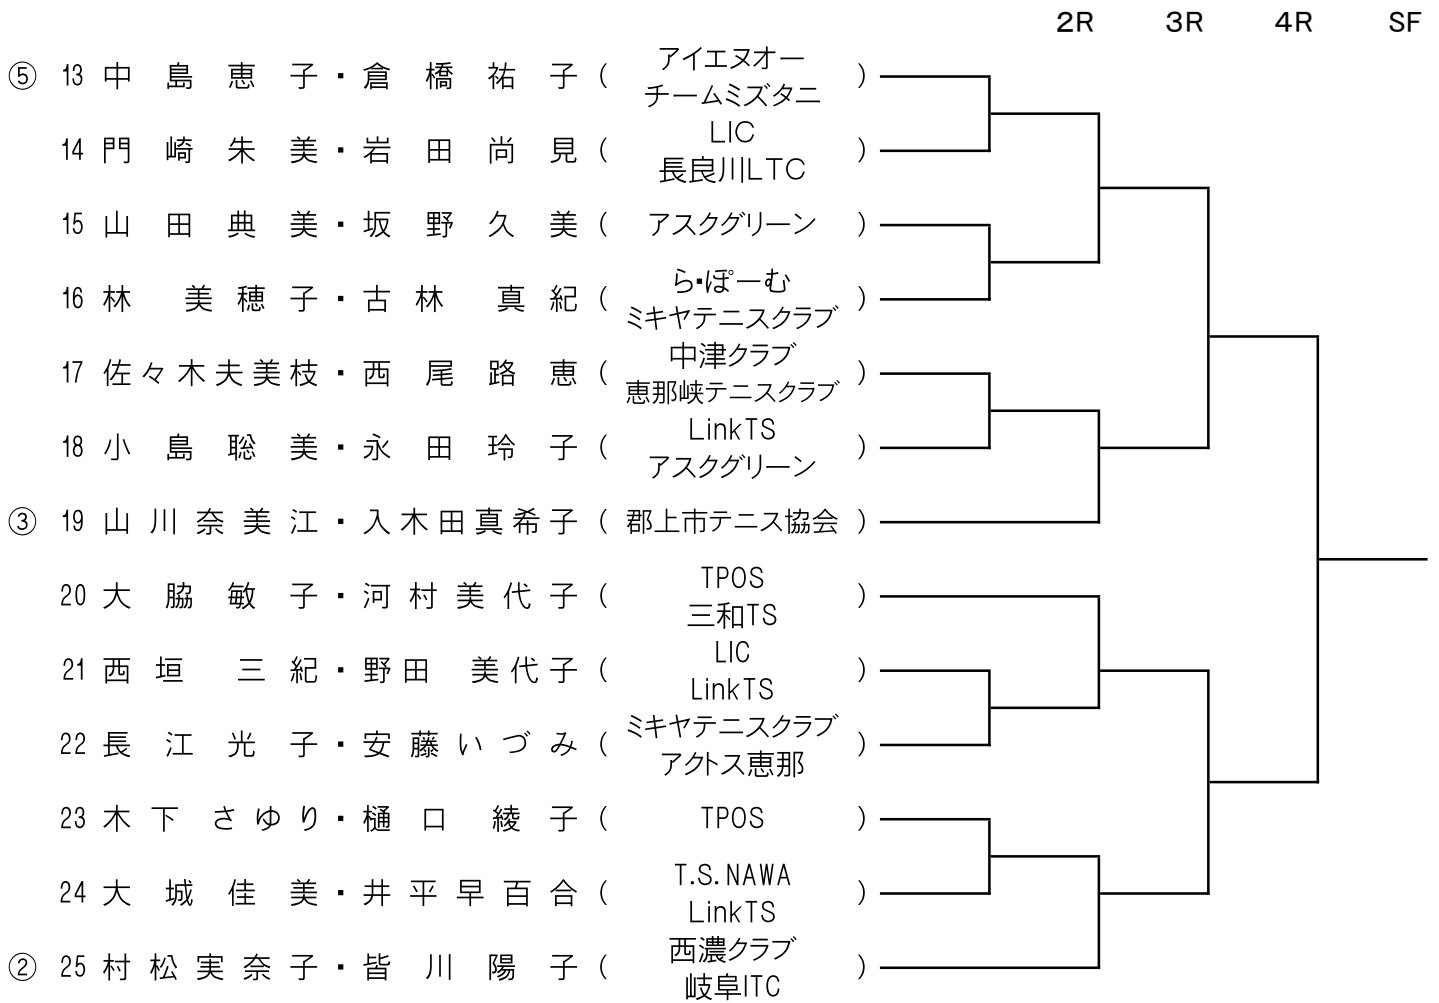 2R 3R 4R SF
⑤ 13 中島恵子・倉橋祐子 ( アイエヌオー チームミズタニ )
14 門崎朱美・岩田尚見 ( LIC 長良川LTC )
15 山田典美・坂野久美 ( アスクグリーン )
16 林美穂子・古林真紀 ( ら・ぽーむ ミキヤテニスクラブ )
17 佐々木夫美枝・西尾路恵 ( 中津クラブ 恵那峡テニスクラブ )
18 小島聡美・永田玲子 ( LinkTS アスクグリーン )
③ 19 山川奈美江・入木田真希子 ( 郡上市テニス協会 )
20 大脇敏子・河村美代子 ( TPOS 三和TS )
21 西垣三紀・野田美代子 ( LIC LinkTS )
22 長江光子・安藤いづみ ( ミキヤテニスクラブ アクトス恵那 )
23 木下さゆり・樋口綾子 ( TPOS )
24 大城佳美・井平早百合 ( T.S.NAWA LinkTS )
② 25 村松実奈子・皆川陽子 ( 西濃クラブ 岐阜ITC )